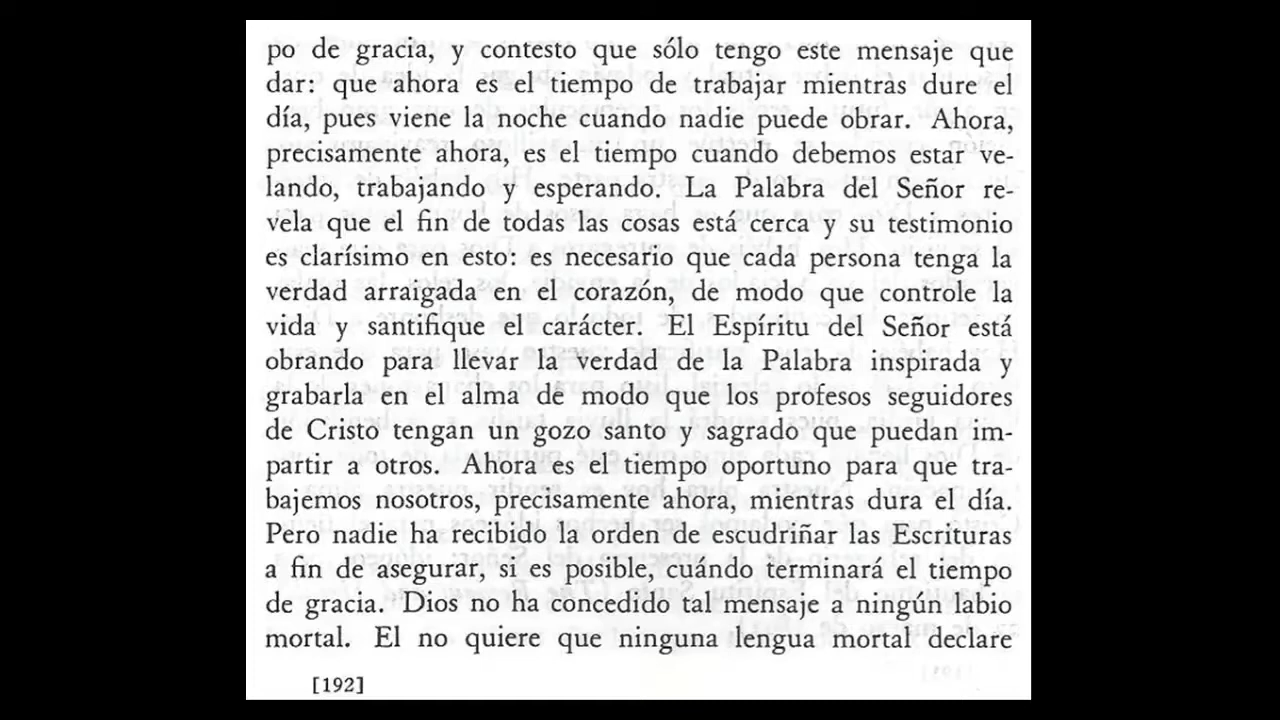 po de gracia, y contesto que sólo tengo este mensaje que
dar: que ahora es el tiempo de trabajar mientras dure el
día, pues viene la noche cuando nadie puede obrar. Ahora,
precisamente ahora, es el tiempo cuando debemos estar ve-
lando, trabajando y esperando. La Palabra del Señor re-
vela que el fin de todas las cosas está cerca y su testimonio
es clarísimo en esto: es necesario que cada persona tenga la
verdad arraigada en el corazón, de modo que controle la
vida y santifique el carácter. El Espíritu del Señor está
obrando para llevar la verdad de la Palabra inspirada y
grabarla en el alma de modo que los profesos seguidores
de Cristo tengan un gozo santo y sagrado que puedan im-
partir a otros. Ahora es el tiempo oportuno para que tra-
bajemos nosotros, precisamente ahora, mientras dura el día.
Pero nadie ha recibido la orden de escudriñar las Escrituras
a fin de asegurar, si es posible, cuándo terminará el tiempo
de gracia. Dios no ha concedido tal mensaje a ningún labio
mortal. El no quiere que ninguna lengua mortal declare
[192]